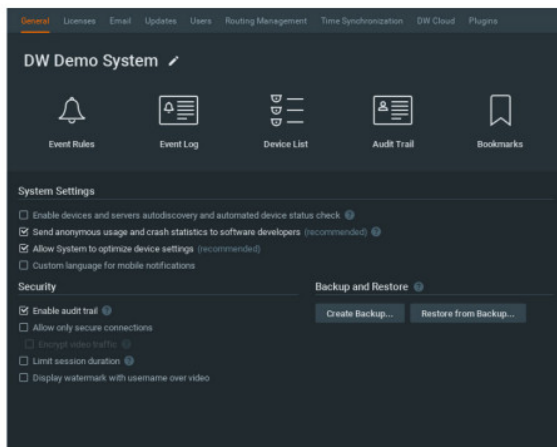 General Licenses Email Updates Users Routing Management Time Synchronization DW Cloud Plugins
DW Demo System
Event Rules Event Log Device List Audit Trail Bookmarks
System Settings
Enable devices and servers autodiscovery and automated device status check ?
Send anonymous usage and crash statistics to software developers (recommended) ?
Allow System to optimize device settings (recommended)
Custom language for mobile notifications
Security
Enable audit trail ?
Allow only secure connections
Encrypt video traffic ?
Limit session duration ?
Display watermark with username over video
Backup and Restore ?
Create Backup... Restore from Backup...